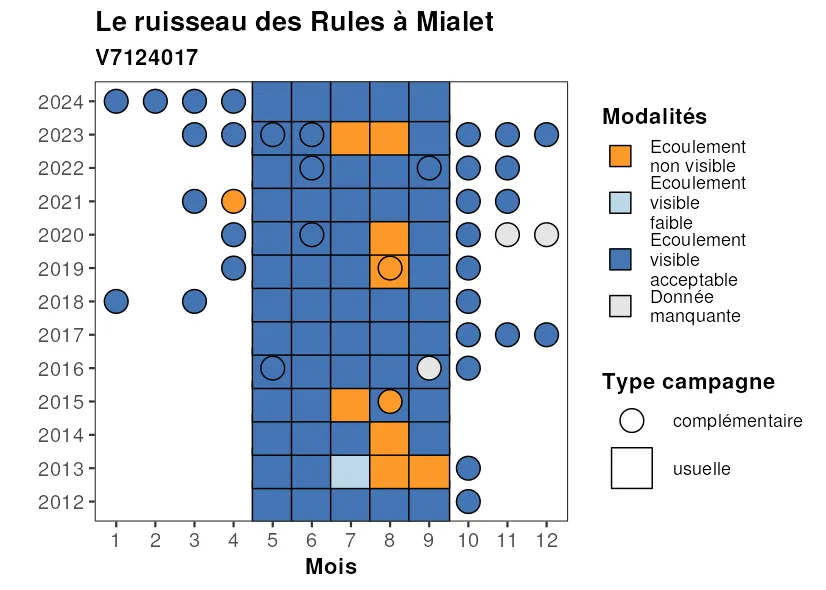 Le ruisseau des Rules à Mialet
V7124017
2024
2023
2022
2021
2020
2019
2018
2017
2016
2015
2014
2013
2012
1 2 3 4 5 6 7 8 9 10 11 12
Mois
Modalités
Ecoulement
non visible
Ecoulement
visible
faible
Ecoulement
visible
acceptable
Donnée
manquante
Type campagne
complémentaire
usuelle